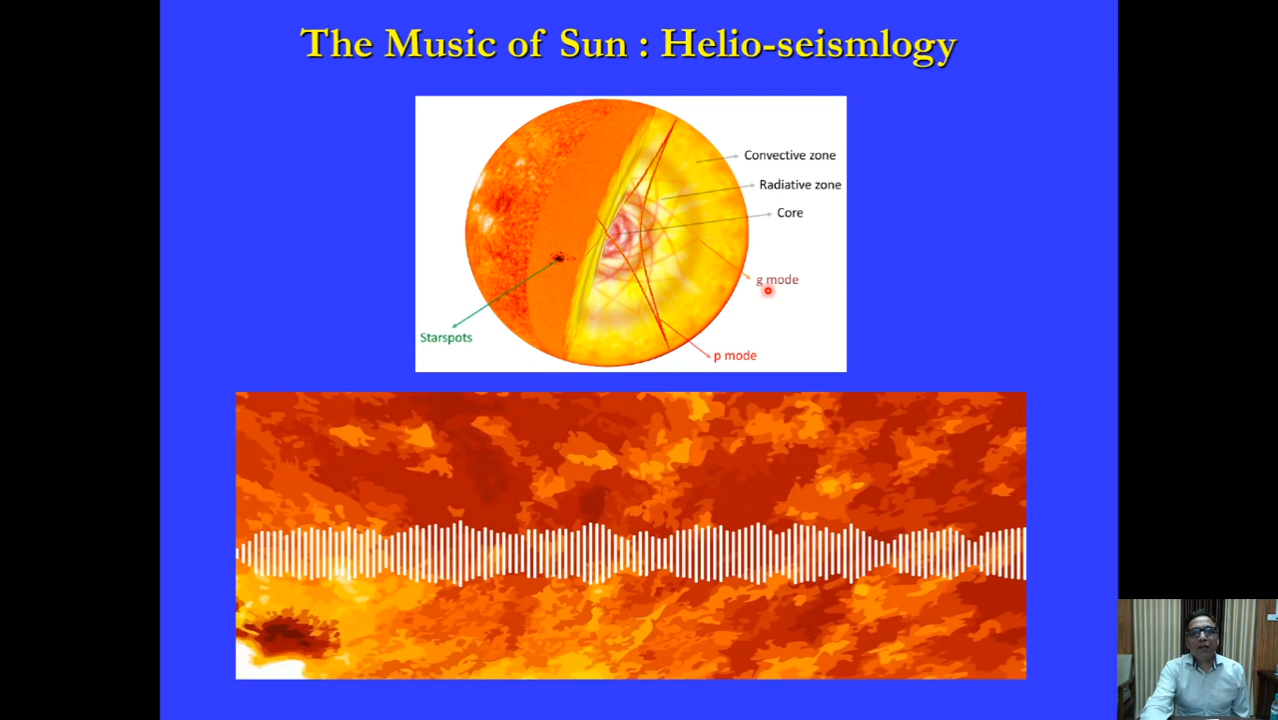 The Music of Sun : Helio-seismlogy
Convective zone
Radiative zone
Core
g mode
Starspots
p mode